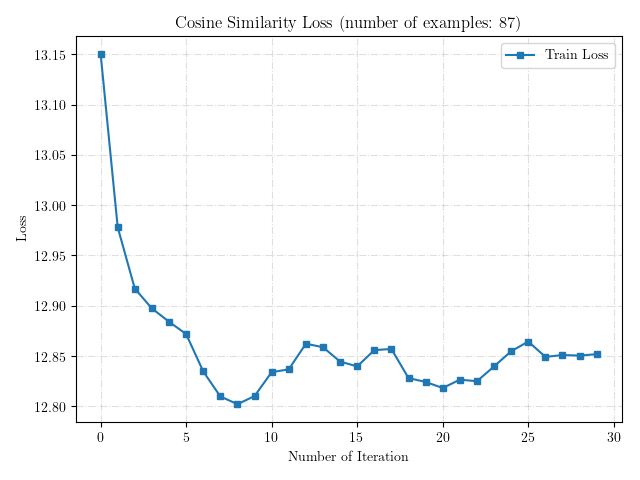 Cosine Similarity Loss (number of examples: 87)
Train Loss
13.15
13.10
13.05
13.00
12.95
12.90
12.85
12.80
Loss
0 5 10 15 20 25 30
Number of Iteration